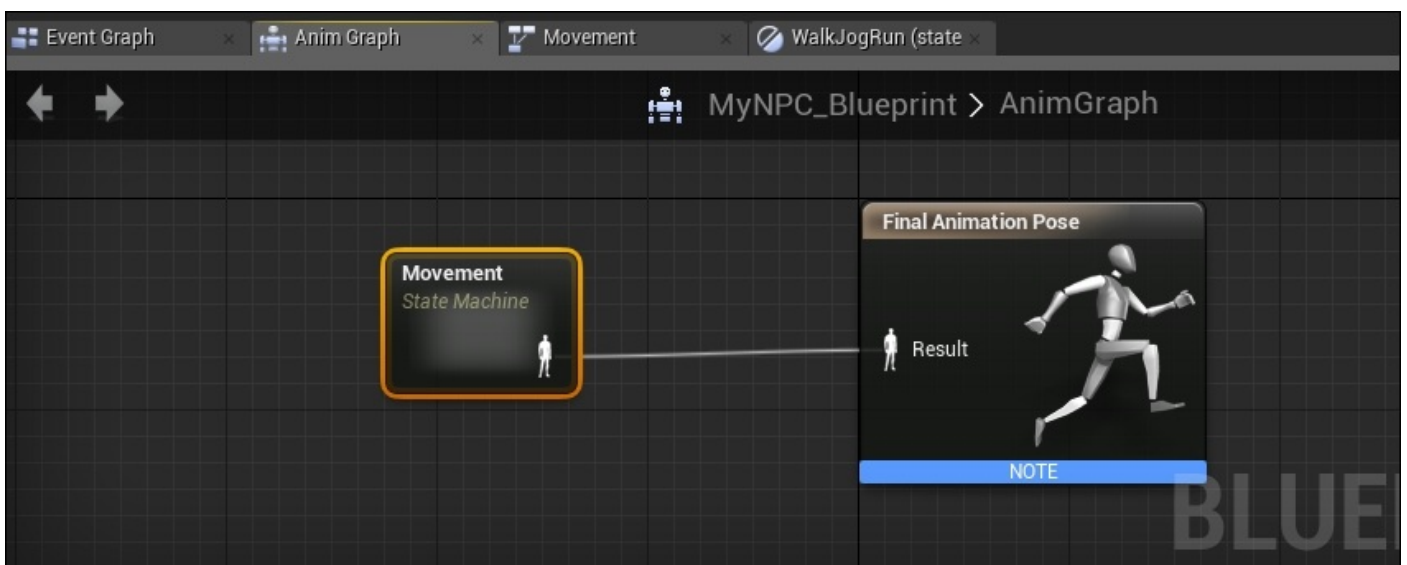 Event Graph
Anim Graph
Movement
WalkJogRun (state
MyNPC_Blueprint > AnimGraph
Final Animation Pose
Movement
State Machine
Result
NOTE
BLUE